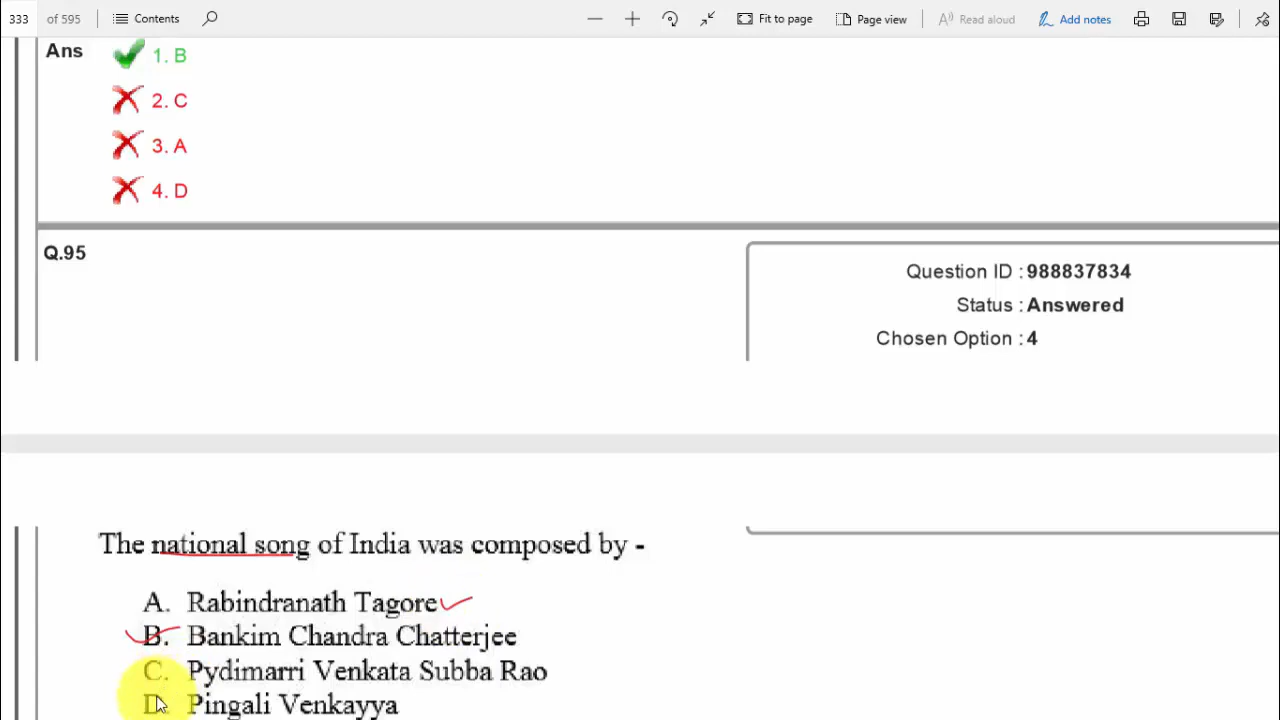 333 of 595 Contents Fit to page Page view Read aloud Add notes
Ans 1. B
2. C
3. A
4. D
Q.95
Question ID : 988837834
Status : Answered
Chosen Option : 4
The national song of India was composed by -
A. Rabindranath Tagore
B. Bankim Chandra Chatterjee
C. Pydimarri Venkata Subba Rao
D. Pingali Venkayya